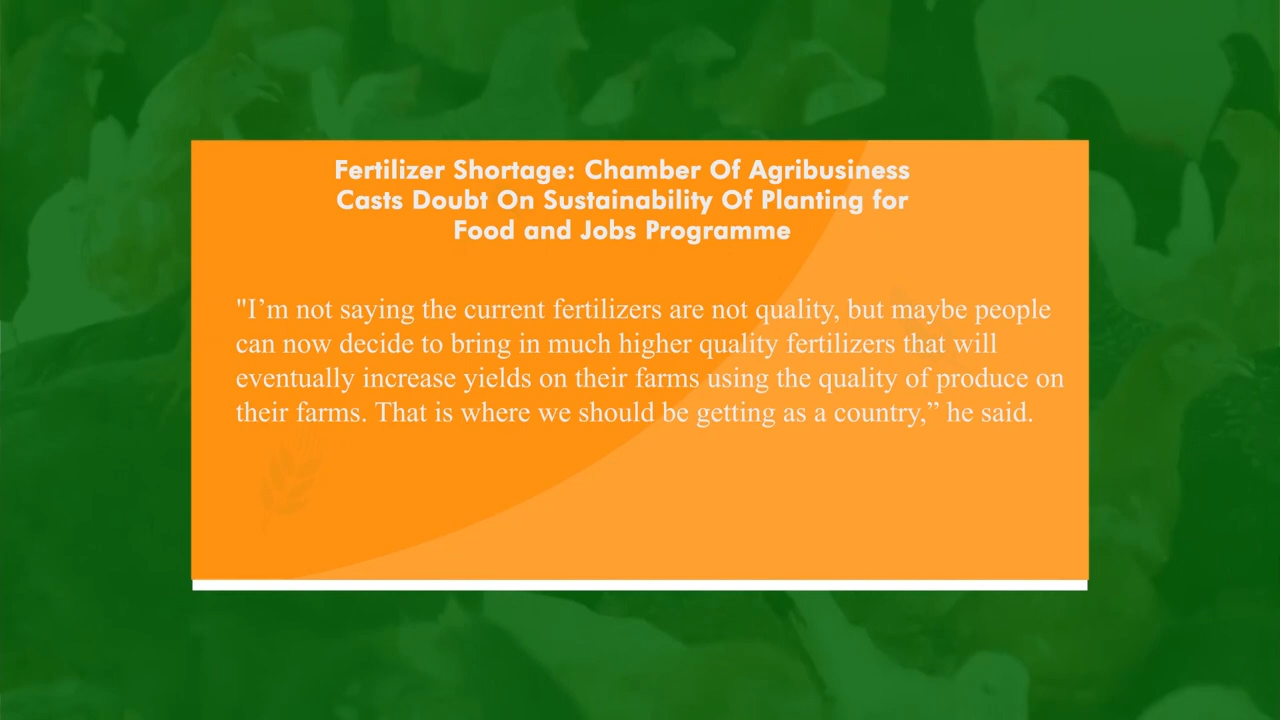 Fertilizer Shortage: Chamber Of Agribusiness
Casts Doubt On Sustainability Of Planting for
Food and Jobs Programme
"I’m not saying the current fertilizers are not quality, but maybe people
can now decide to bring in much higher quality fertilizers that will
eventually increase yields on their farms using the quality of produce on
their farms. That is where we should be getting as a country,” he said.